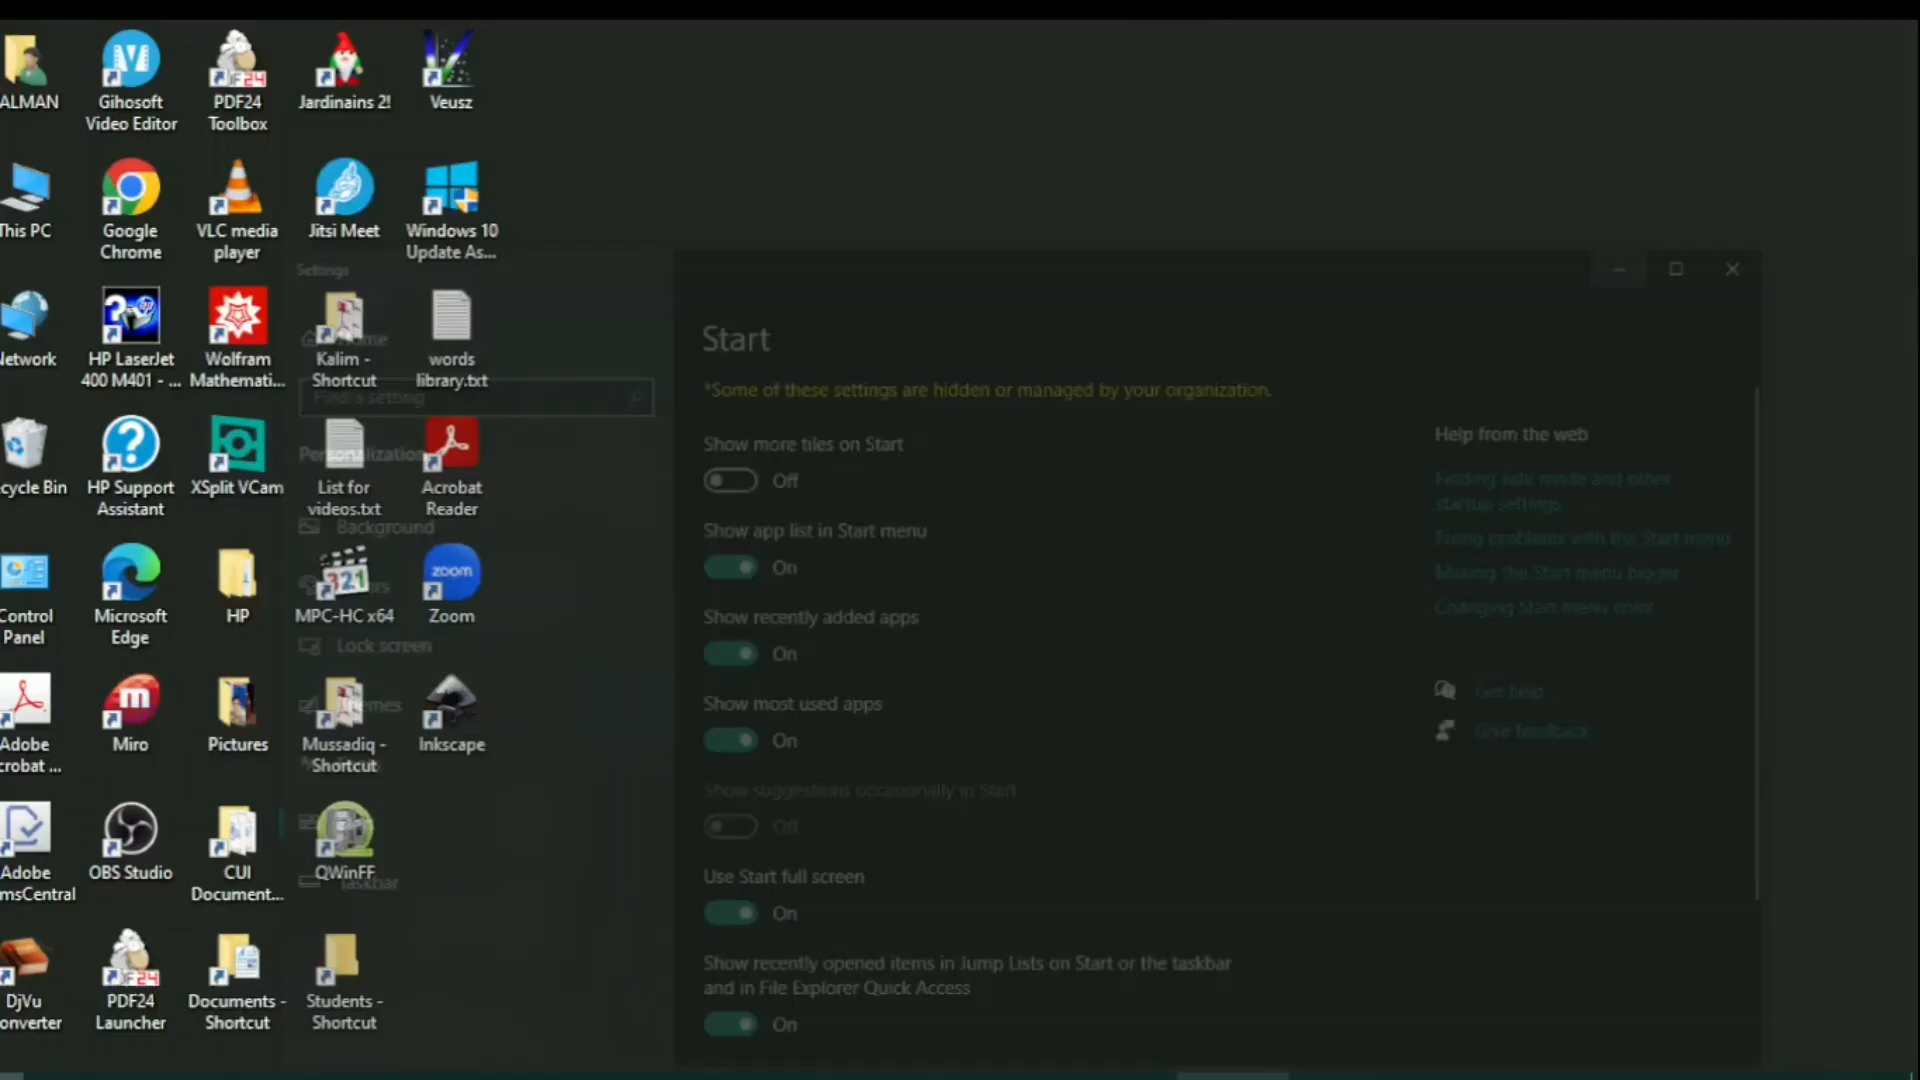 ALMAN
Gihosoft
Video Editor
PDF24
Toolbox
Jardinains 2!
Veusz
This PC
Google
Chrome
VLC media
player
Jitsi Meet
Windows 10
Update As...
Network
HP LaserJet
400 M401 - ...
Wolfram
Mathemati...
Kalim -
Shortcut
words
library.txt
cycle Bin
HP Support
Assistant
XSplit VCam
List for
videos.txt
Acrobat
Reader
Control
Panel
Microsoft
Edge
HP
MPC-HC x64
Zoom
Adobe
crobat ...
Miro
Pictures
Mussadiq -
Shortcut
Inkscape
Adobe
msCentral
OBS Studio
CUI
Document...
QWinFF
DjVu
onverter
PDF24
Launcher
Documents -
Shortcut
Students -
Shortcut
Settings
Find a setting
Personalization
Background
Lock screen
Themes
Taskbar
Start
*Some of these settings are hidden or managed by your organization.
Show more tiles on Start
Off
Show app list in Start menu
On
Show recently added apps
On
Show most used apps
On
Show suggestions occasionally in Start
Off
Use Start full screen
On
Show recently opened items in Jump Lists on Start or the taskbar
and in File Explorer Quick Access
On
Help from the web
Finding safe mode and other
startup settings
Fixing problems with the Start menu
Making the Start menu bigger
Changing Start menu color
Get help
Give feedback